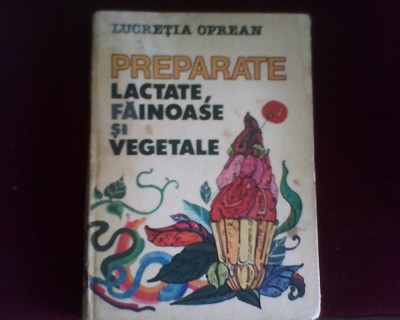 LUCREȚIA OPREAN
PREPARATE
LACTATE,
FĂINOASE
ȘI
VEGETALE